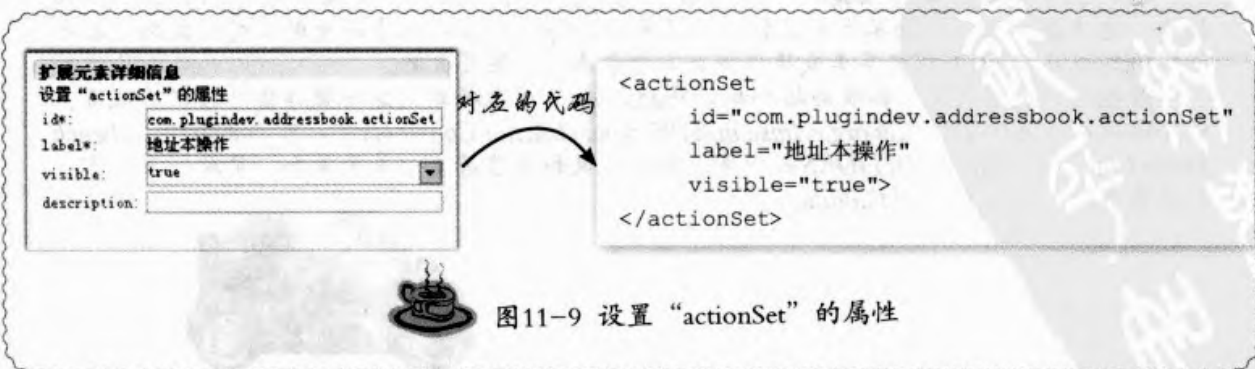 扩展元素详细信息
设置“actionSet”的属性
id*: com.plugindev.addressbook.actionSet
label*: 地址本操作
visible: true
description:
对应的代码
<actionSet
id="com.plugindev.addressbook.actionSet"
label="地址本操作"
visible="true">
</actionSet>
图11-9 设置“actionSet”的属性